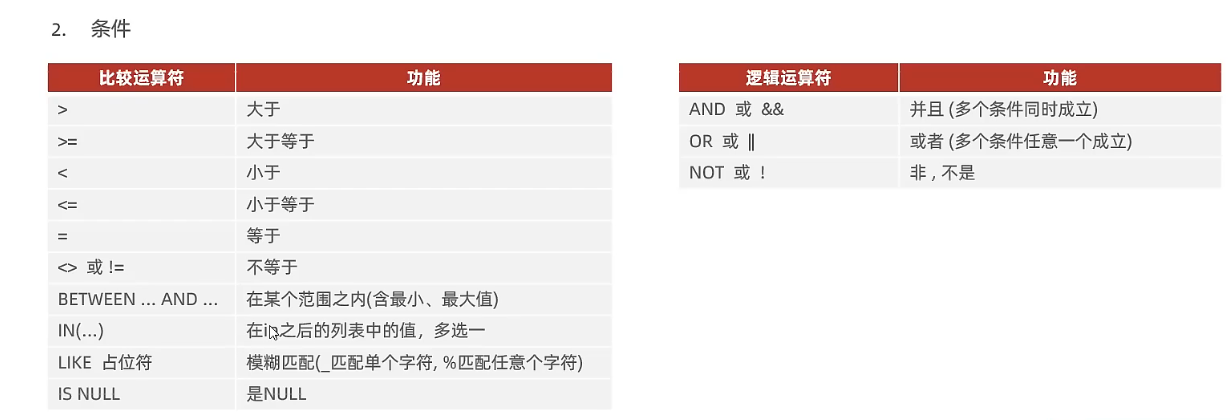 2. 条件
比较运算符 功能
> 大于
>= 大于等于
< 小于
<= 小于等于
= 等于
<> 或 != 不等于
BETWEEN ... AND ... 在某个范围之内(含最小、最大值)
IN(...) 在in之后的列表中的值，多选一
LIKE 占位符 模糊匹配(_匹配单个字符, %匹配任意个字符)
IS NULL 是NULL
逻辑运算符 功能
AND 或 && 并且 (多个条件同时成立)
OR 或 || 或者 (多个条件任意一个成立)
NOT 或 ! 非 , 不是